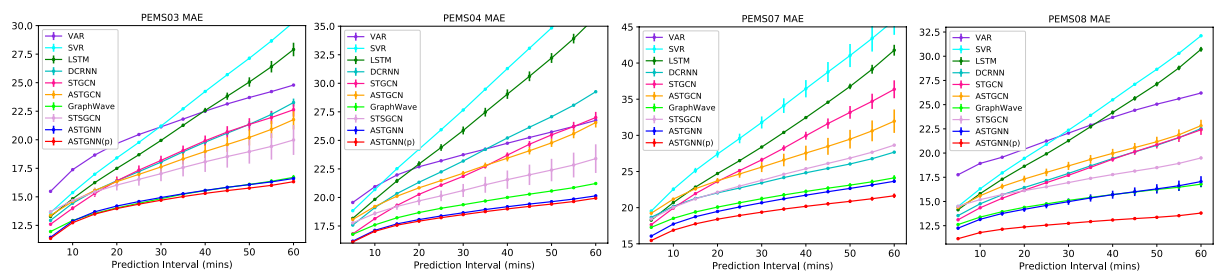 PEMS03 MAE
30.0
27.5
25.0
22.5
20.0
17.5
15.0
12.5
VAR
SVR
LSTM
DCRNN
STGCN
ASTGCN
GraphWave
STSGCN
ASTGNN
ASTGNN(p)
10 20 30 40 50 60
Prediction Interval (mins)
PEMS04 MAE
35.0
32.5
30.0
27.5
25.0
22.5
20.0
17.5
VAR
SVR
LSTM
DCRNN
STGCN
ASTGCN
GraphWave
STSGCN
ASTGNN
ASTGNN(p)
10 20 30 40 50 60
Prediction Interval (mins)
PEMS07 MAE
45
40
35
30
25
20
15
VAR
SVR
LSTM
DCRNN
STGCN
ASTGCN
GraphWave
STSGCN
ASTGNN
ASTGNN(p)
10 20 30 40 50 60
Prediction Interval (mins)
PEMS08 MAE
32.5
30.0
27.5
25.0
22.5
20.0
17.5
15.0
12.5
VAR
SVR
LSTM
DCRNN
STGCN
ASTGCN
GraphWave
STSGCN
ASTGNN
ASTGNN(p)
10 20 30 40 50 60
Prediction Interval (mins)